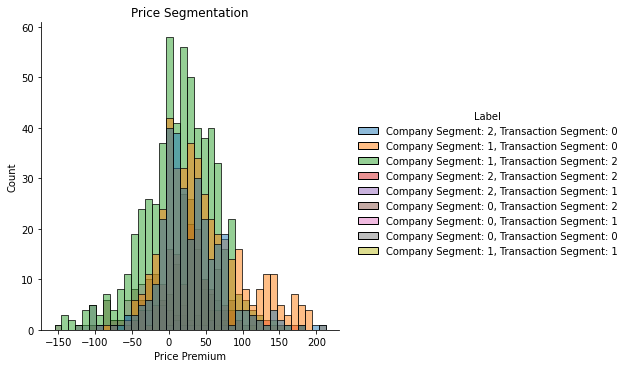 Price Segmentation
60
50
40
30
20
10
0
Count
−150
−100
−50
0
50
100
150
200
Price Premium
Label
Company Segment: 2, Transaction Segment: 0
Company Segment: 1, Transaction Segment: 0
Company Segment: 1, Transaction Segment: 2
Company Segment: 2, Transaction Segment: 2
Company Segment: 2, Transaction Segment: 1
Company Segment: 0, Transaction Segment: 2
Company Segment: 0, Transaction Segment: 1
Company Segment: 0, Transaction Segment: 0
Company Segment: 1, Transaction Segment: 1